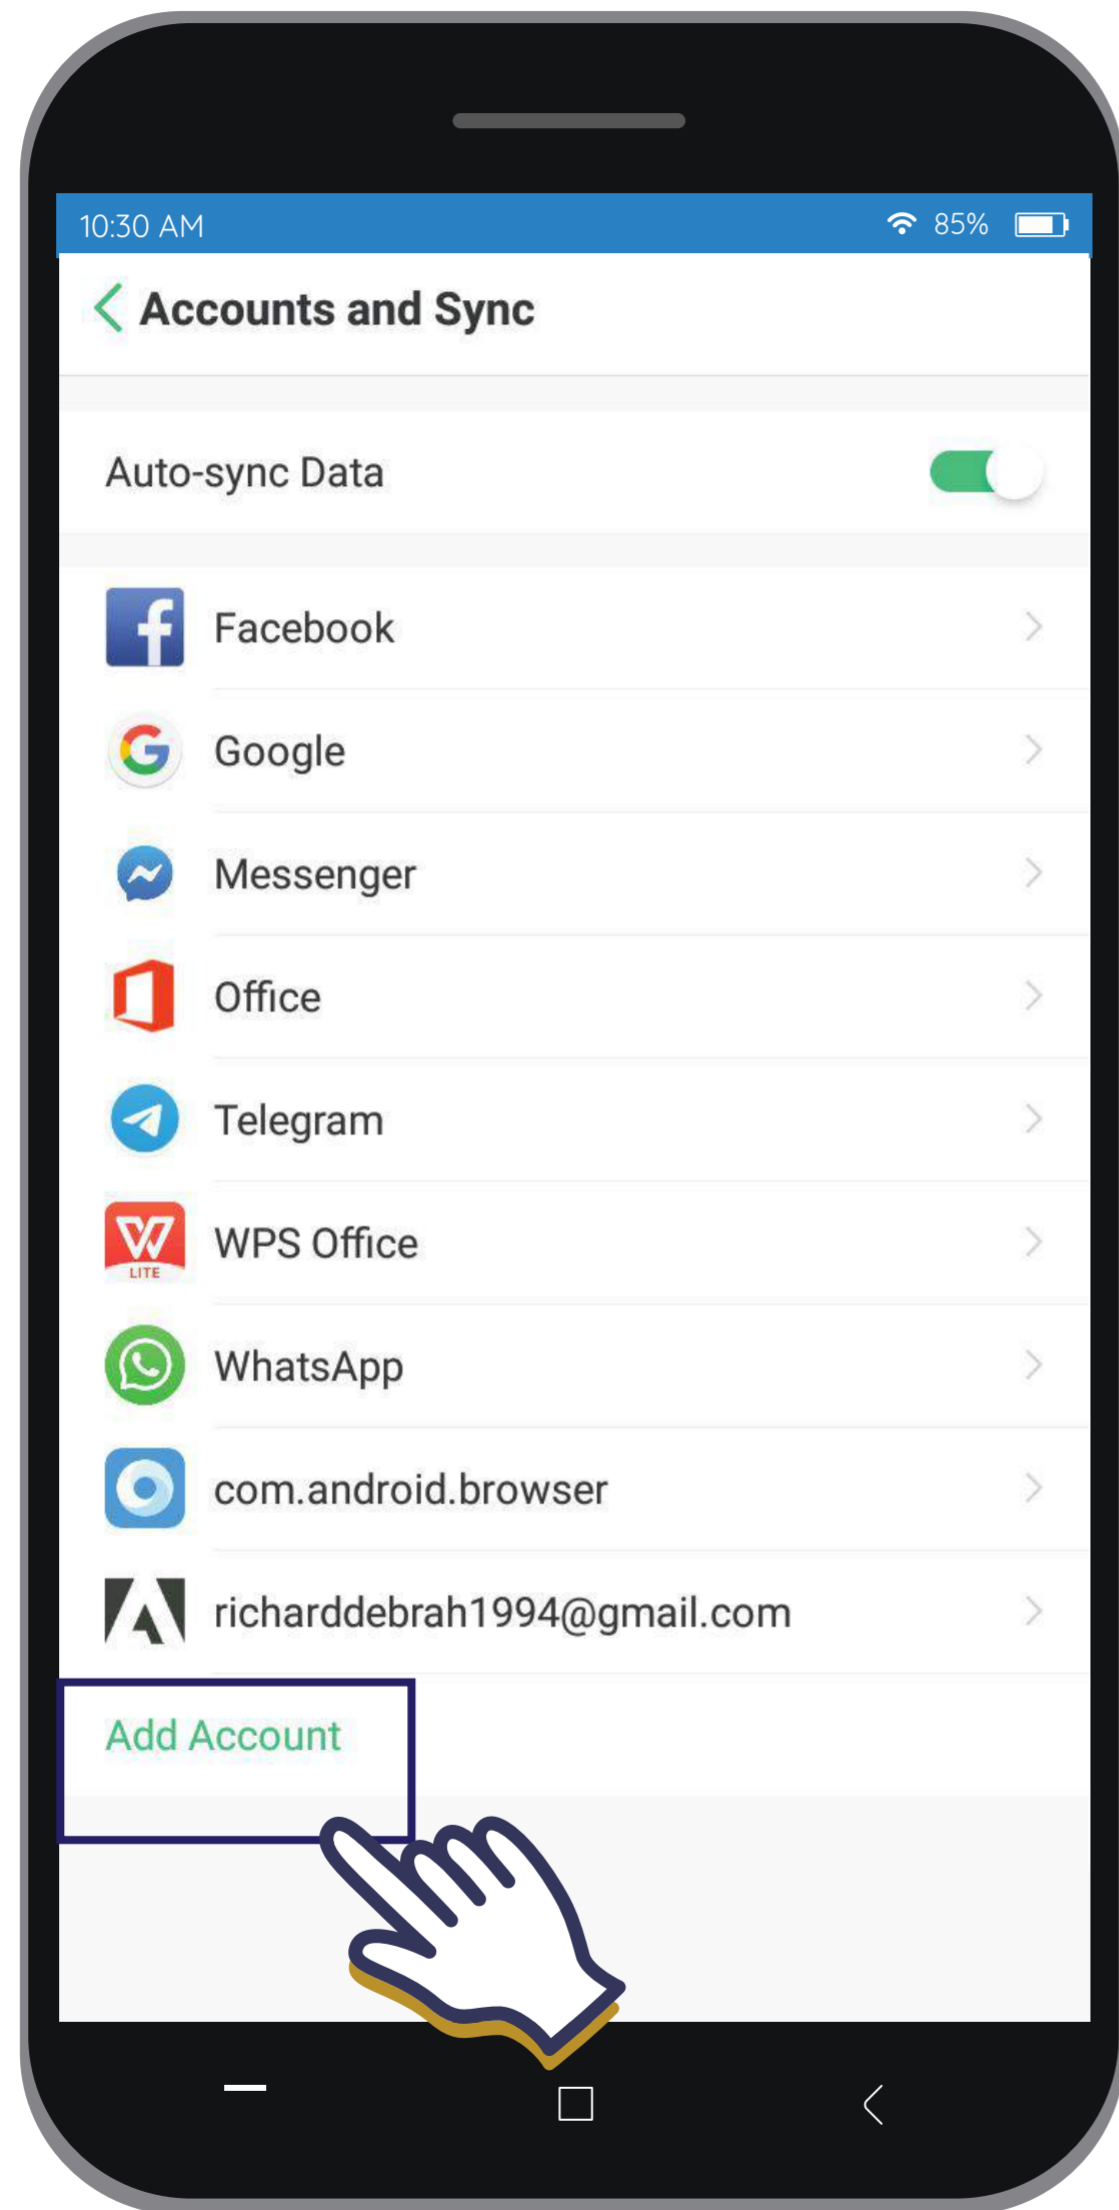 10:30 AM 85%
Accounts and Sync
Auto-sync Data
Facebook
Google
Messenger
Office
Telegram
LITE
WPS Office
WhatsApp
com.android.browser
richarddebrah1994@gmail.com
Add Account